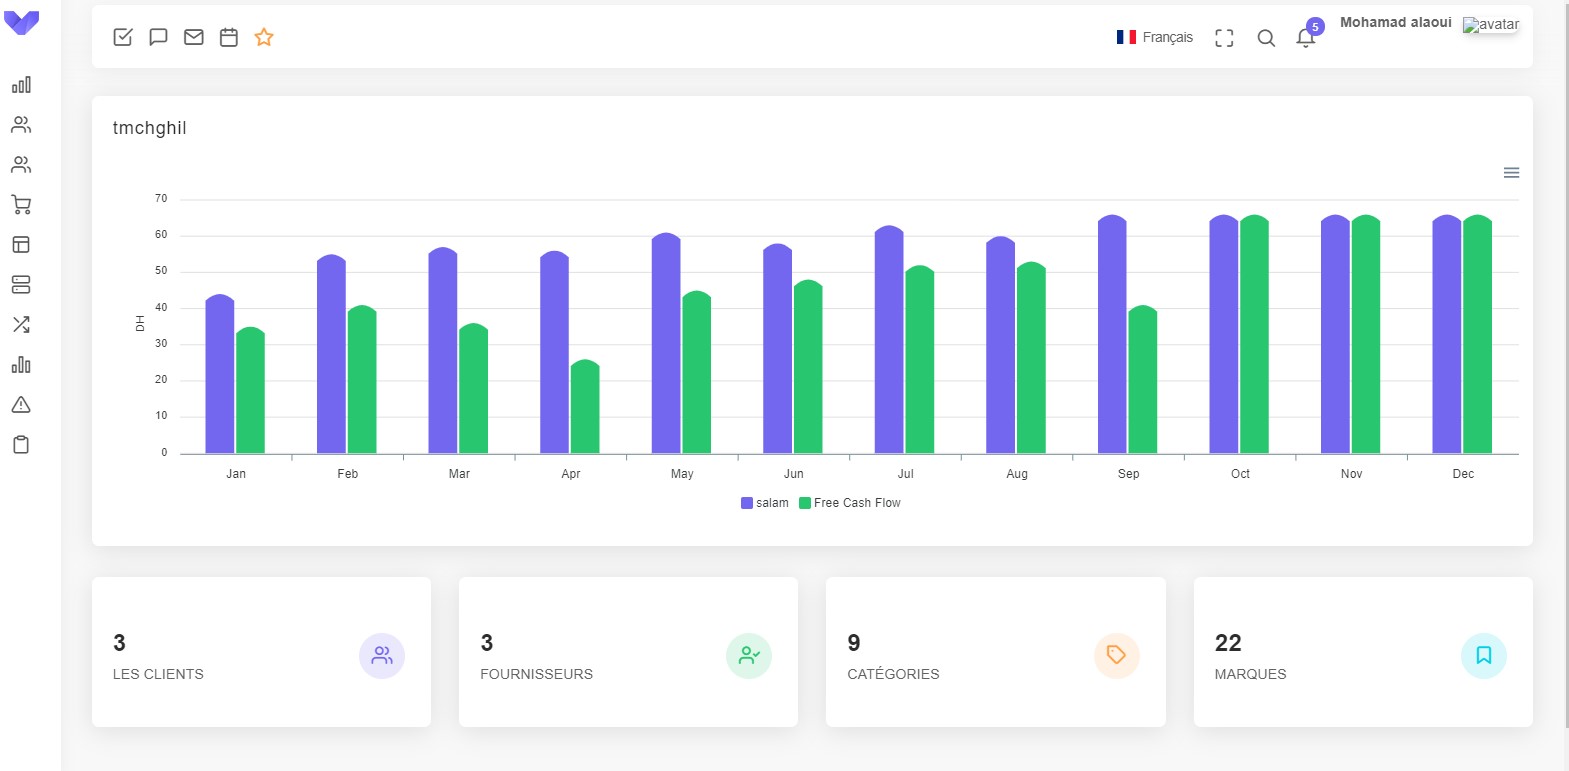 Français
5
Mohamad alaoui
avatar
tmchghil
70
60
50
40
30
20
10
0
DH
Jan Feb Mar Apr May Jun Jul Aug Sep Oct Nov Dec
salam Free Cash Flow
3
LES CLIENTS
3
FOURNISSEURS
9
CATÉGORIES
22
MARQUES